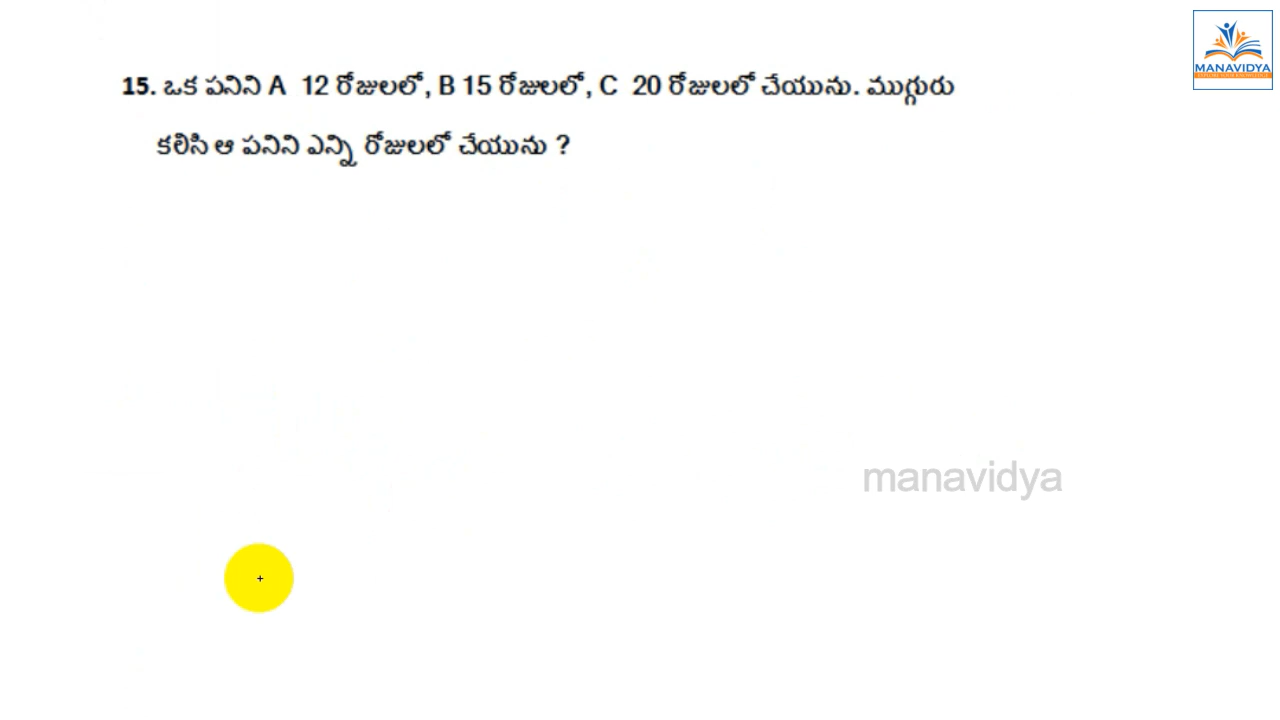 15. ఒక పనిని A 12 రోజులలో, B 15 రోజులలో, C 20 రోజులలో చేయును. ముగ్గురు
కలిసి ఆ పనిని ఎన్ని రోజులలో చేయును ?
MANAVIDYA
manavidya